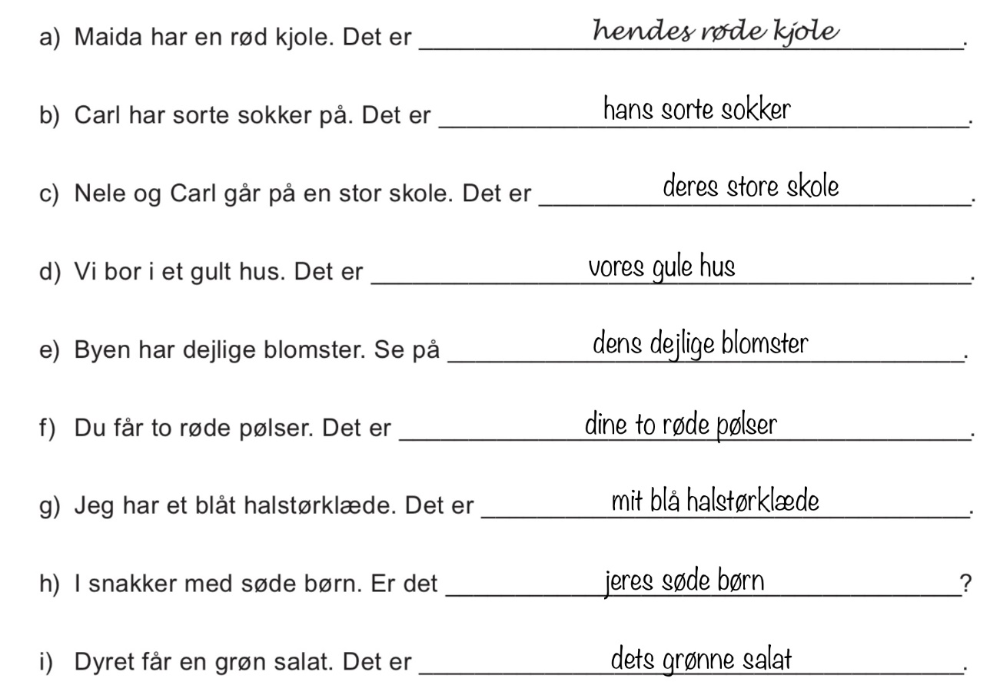 a) Maida har en rød kjole. Det er hendes røde kjole.
b) Carl har sorte sokker på. Det er hans sorte sokker.
c) Nele og Carl går på en stor skole. Det er deres store skole.
d) Vi bor i et gult hus. Det er vores gule hus.
e) Byen har dejlige blomster. Se på dens dejlige blomster.
f) Du får to røde pølser. Det er dine to røde pølser.
g) Jeg har et blåt halstørklæde. Det er mit blå halstørklæde.
h) I snakker med søde børn. Er det jeres søde børn?
i) Dyret får en grøn salat. Det er dets grønne salat.